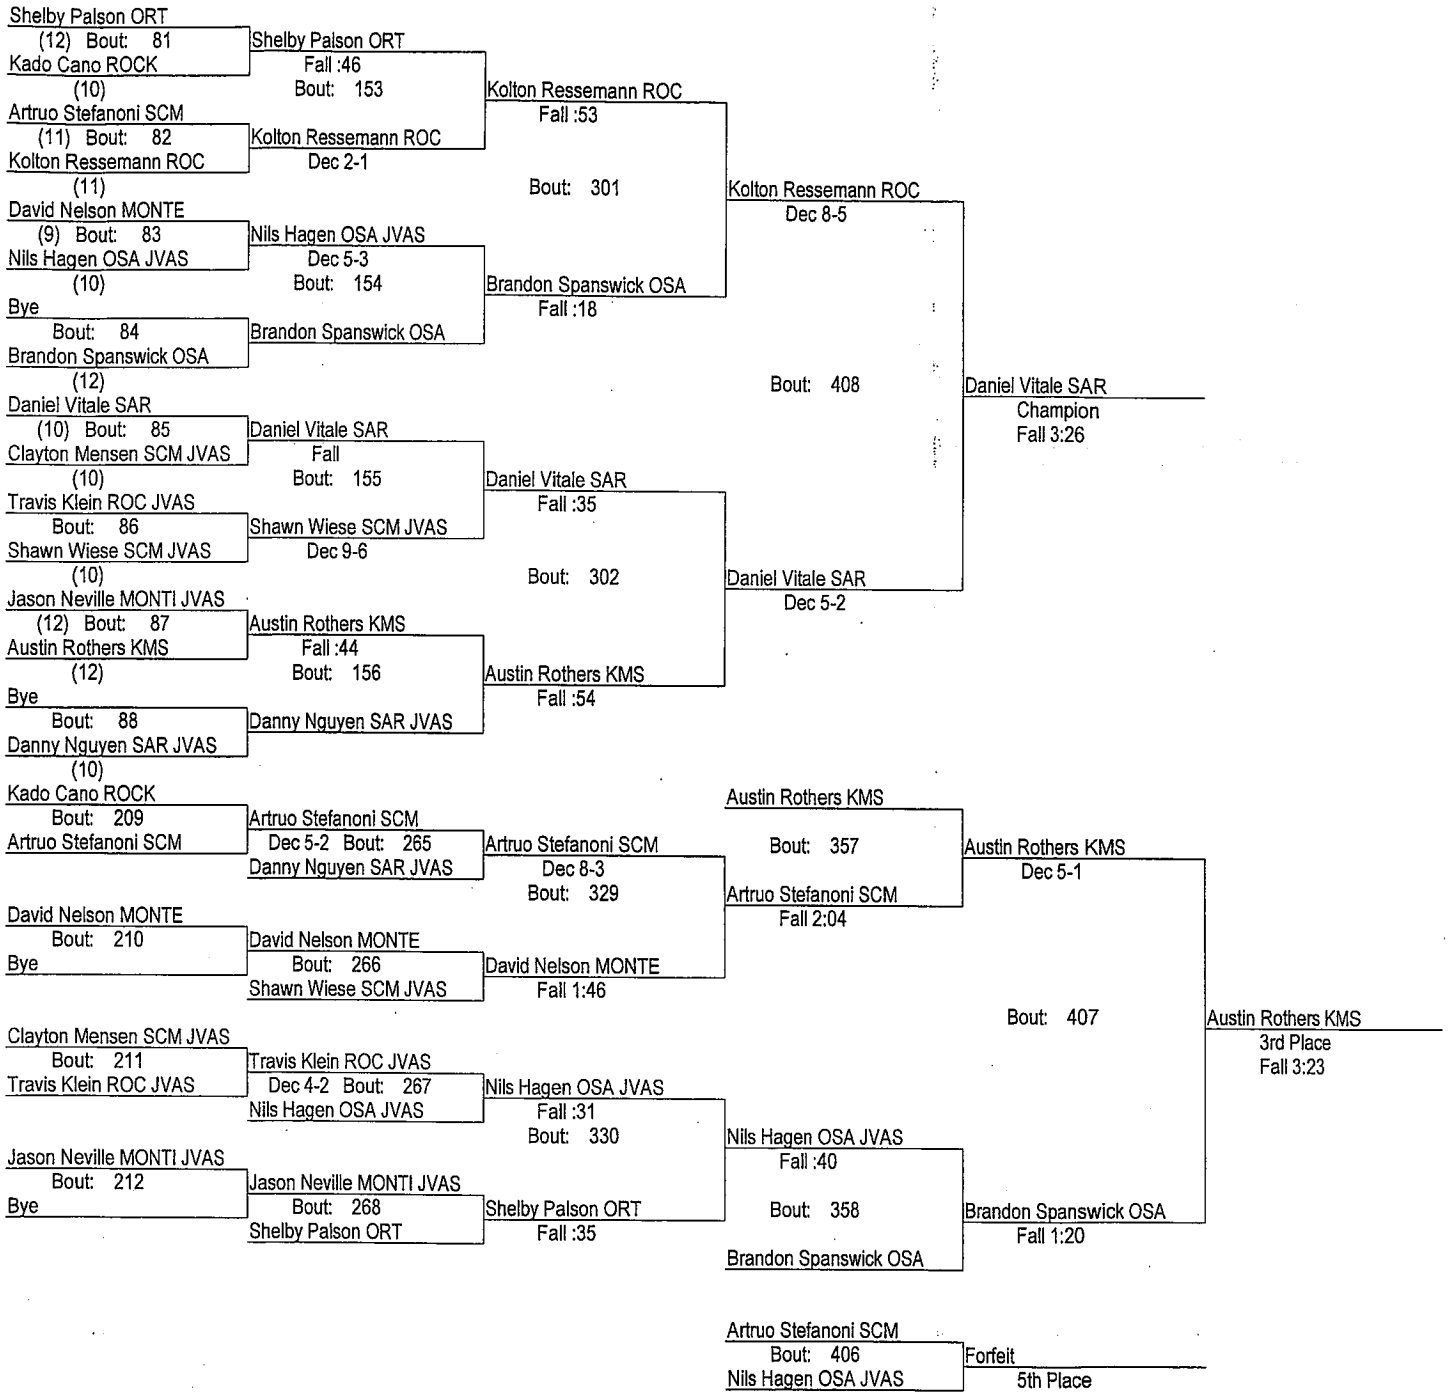 Shelby Palson ORT
(12) Bout: 81
Kado Cano ROCK
(10)
Artruo Stefanoni SCM
(11) Bout: 82
Kolton Ressemann ROC
(11)
David Nelson MONTE
(9) Bout: 83
Nils Hagen OSA JVAS
(10)
Bye
Bout: 84
Brandon Spanswick OSA
(12)
Daniel Vitale SAR
(10) Bout: 85
Clayton Mensen SCM JVAS
(10)
Travis Klein ROC JVAS
Bout: 86
Shawn Wiese SCM JVAS
(10)
Jason Neville MONTI JVAS
(12) Bout: 87
Austin Rothers KMS
(12)
Bye
Bout: 88
Danny Nguyen SAR JVAS
(10)
Shelby Palson ORT
Fall :46
Bout: 153
Kolton Ressemann ROC
Dec 2-1
Nils Hagen OSA JVAS
Dec 5-3
Bout: 154
Brandon Spanswick OSA
Daniel Vitale SAR
Fall
Bout: 155
Shawn Wiese SCM JVAS
Dec 9-6
Austin Rothers KMS
Fall :44
Bout: 156
Danny Nguyen SAR JVAS
Kolton Ressemann ROC
Fall :53
Bout: 301
Brandon Spanswick OSA
Fall :18
Daniel Vitale SAR
Fall :35
Bout: 302
Austin Rothers KMS
Fall :54
Kolton Ressemann ROC
Dec 8-5
Bout: 408
Daniel Vitale SAR
Dec 5-2
Daniel Vitale SAR
Champion
Fall 3:26
Kado Cano ROCK
Bout: 209
Artruo Stefanoni SCM
David Nelson MONTE
Bout: 210
Bye
Clayton Mensen SCM JVAS
Bout: 211
Travis Klein ROC JVAS
Jason Neville MONTI JVAS
Bout: 212
Bye
Artruo Stefanoni SCM
Dec 5-2 Bout: 265
Danny Nguyen SAR JVAS
David Nelson MONTE
Bout: 266
Shawn Wiese SCM JVAS
Travis Klein ROC JVAS
Dec 4-2 Bout: 267
Nils Hagen OSA JVAS
Jason Neville MONTI JVAS
Bout: 268
Shelby Palson ORT
Artruo Stefanoni SCM
Dec 8-3
Bout: 329
David Nelson MONTE
Fall 1:46
Nils Hagen OSA JVAS
Fall :31
Bout: 330
Shelby Palson ORT
Fall :35
Austin Rothers KMS
Bout: 357
Artruo Stefanoni SCM
Fall 2:04
Nils Hagen OSA JVAS
Fall :40
Bout: 358
Brandon Spanswick OSA
Austin Rothers KMS
Dec 5-1
Bout: 407
Brandon Spanswick OSA
Fall 1:20
Austin Rothers KMS
3rd Place
Fall 3:23
Artruo Stefanoni SCM
Bout: 406
Nils Hagen OSA JVAS
Forfeit
5th Place